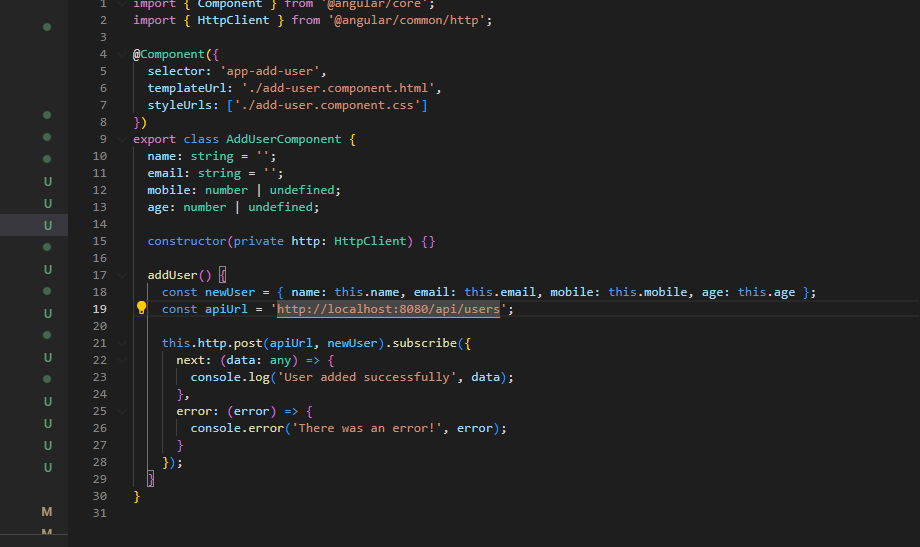 1 import { Component } from '@angular/core';
2 import { HttpClient } from '@angular/common/http';
3
4 @Component({
5 selector: 'app-add-user',
6 templateUrl: './add-user.component.html',
7 styleUrls: ['./add-user.component.css']
8 })
9 export class AddUserComponent {
10 name: string = '';
11 email: string = '';
12 mobile: number | undefined;
13 age: number | undefined;
14
15 constructor(private http: HttpClient) {}
16
17 addUser() {
18 const newUser = { name: this.name, email: this.email, mobile: this.mobile, age: this.age };
19 const apiUrl = 'http://localhost:8080/api/users';
20
21 this.http.post(apiUrl, newUser).subscribe({
22 next: (data: any) => {
23 console.log('User added successfully', data);
24 },
25 error: (error) => {
26 console.error('There was an error!', error);
27 }
28 });
29 }
30 }
31
U
U
U
U
U
U
U
U
U
U
M
M